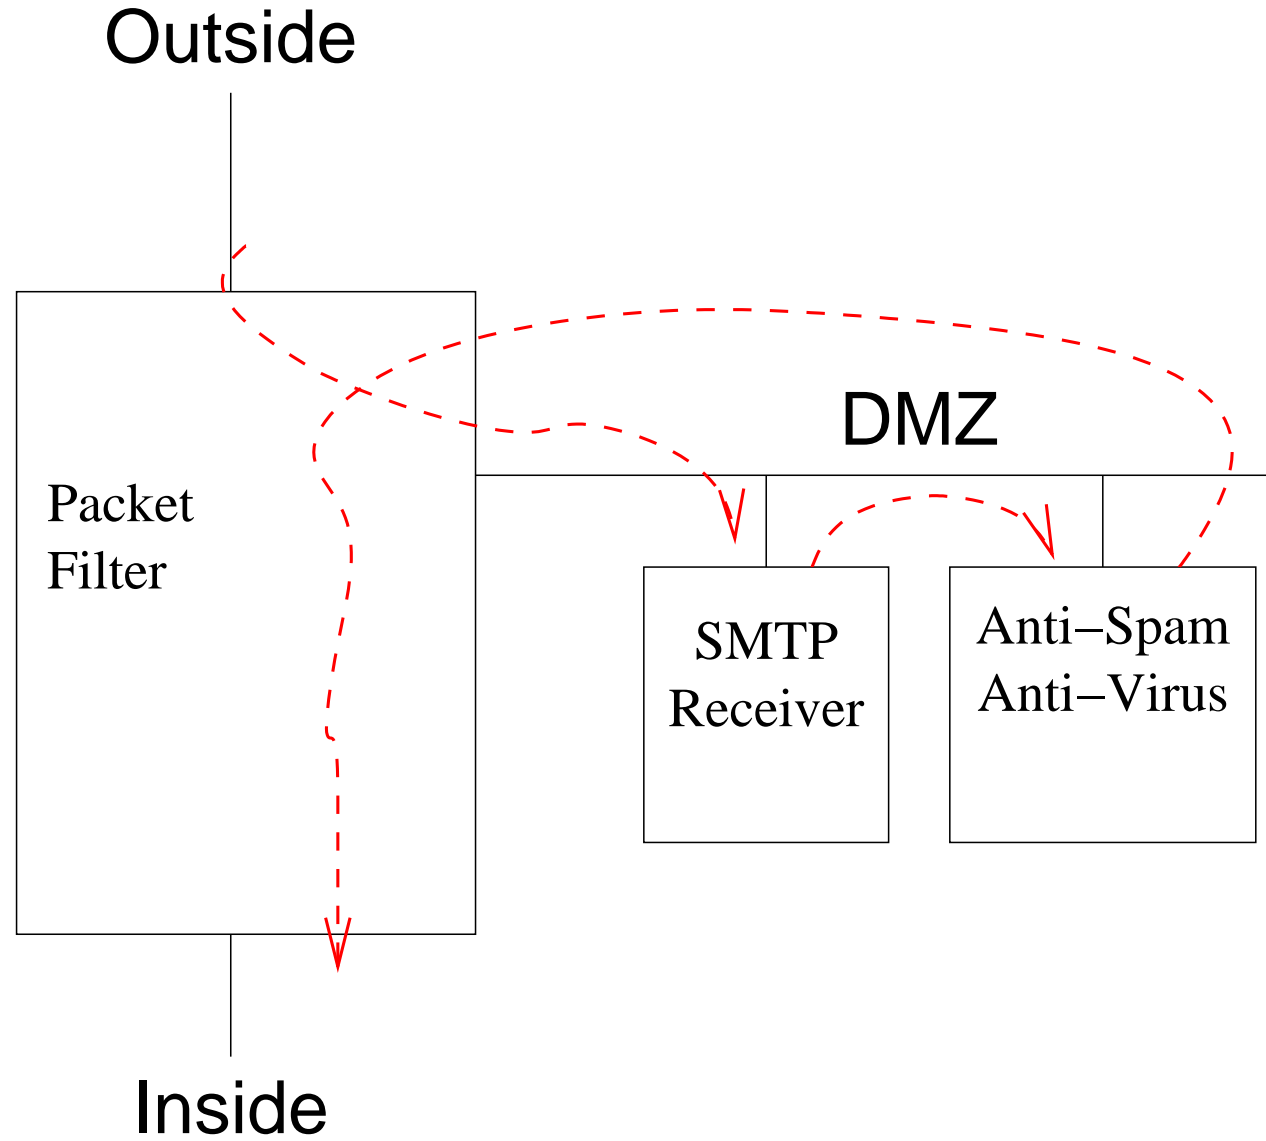 Outside
DMZ
Packet
Filter
SMTP
Receiver
Anti−Spam
Anti−Virus
Inside